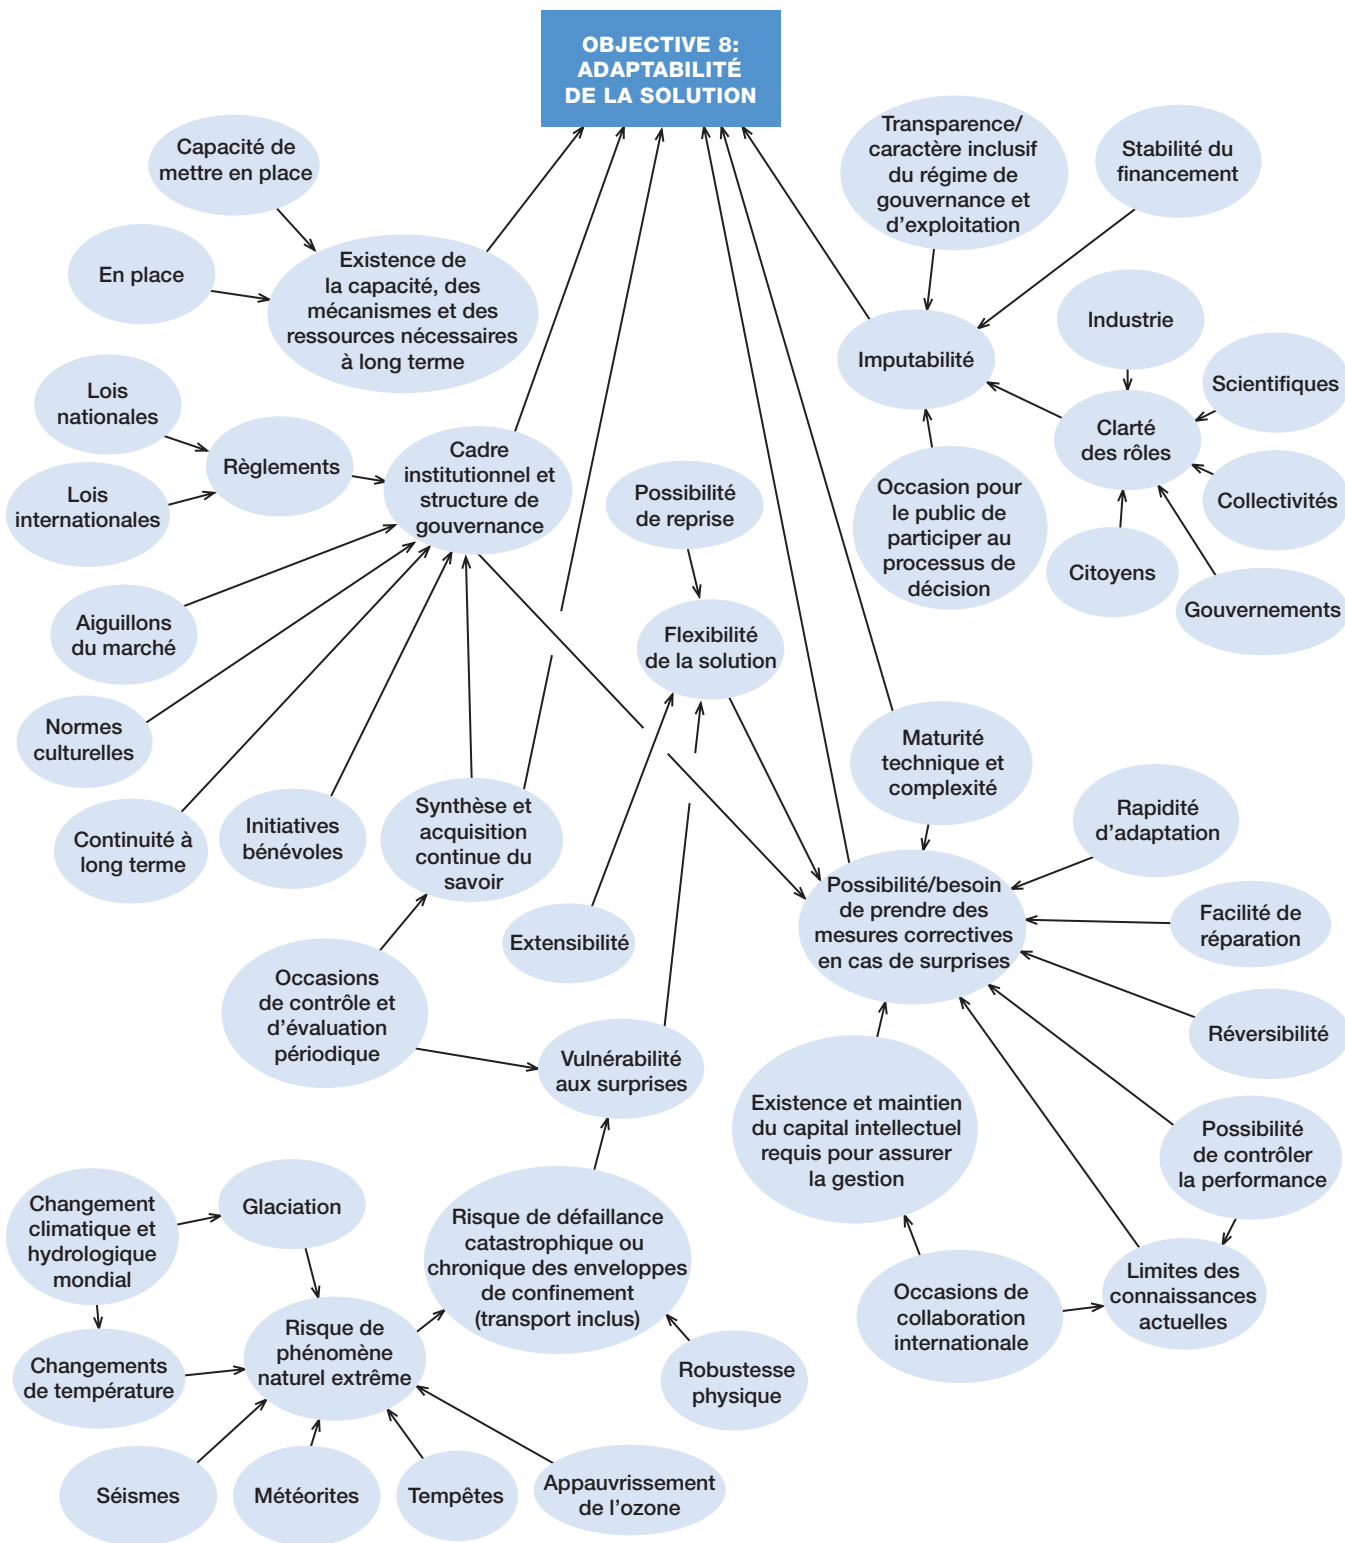 OBJECTIVE 8:
ADAPTABILITÉ
DE LA SOLUTION
Capacité de
mettre en place
Transparence/
caractère inclusif
du régime de
gouvernance et
d’exploitation
Stabilité du
financement
En place
Existence de
la capacité, des
mécanismes et des
ressources nécessaires
à long terme
Imputabilité
Industrie
Scientifiques
Lois
nationales
Clarté
des rôles
Règlements
Cadre
institutionnel et
structure de
gouvernance
Lois
internationales
Possibilité
de reprise
Occasion pour
le public de
participer au
processus de
décision
Collectivités
Citoyens
Gouvernements
Aiguillons
du marché
Flexibilité
de la solution
Normes
culturelles
Maturité
technique et
complexité
Continuité à
long terme
Initiatives
bénévoles
Synthèse et
acquisition
continue du
savoir
Rapidité
d’adaptation
Possibilité/besoin
de prendre des
mesures correctives
en cas de surprises
Extensibilité
Facilité de
réparation
Occasions
de contrôle et
d’évaluation
périodique
Réversibilité
Vulnérabilité
aux surprises
Existence et maintien
du capital intellectuel
requis pour assurer
la gestion
Possibilité
de contrôler
la performance
Changement
climatique et
hydrologique
mondial
Glaciation
Risque de défaillance
catastrophique ou
chronique des enveloppes
de confinement
(transport inclus)
Occasions de
collaboration
internationale
Limites des
connaissances
actuelles
Changements
de température
Risque de
phénomène
naturel extrême
Robustesse
physique
Séismes
Météorites
Tempêtes
Appauvrissement
de l’ozone